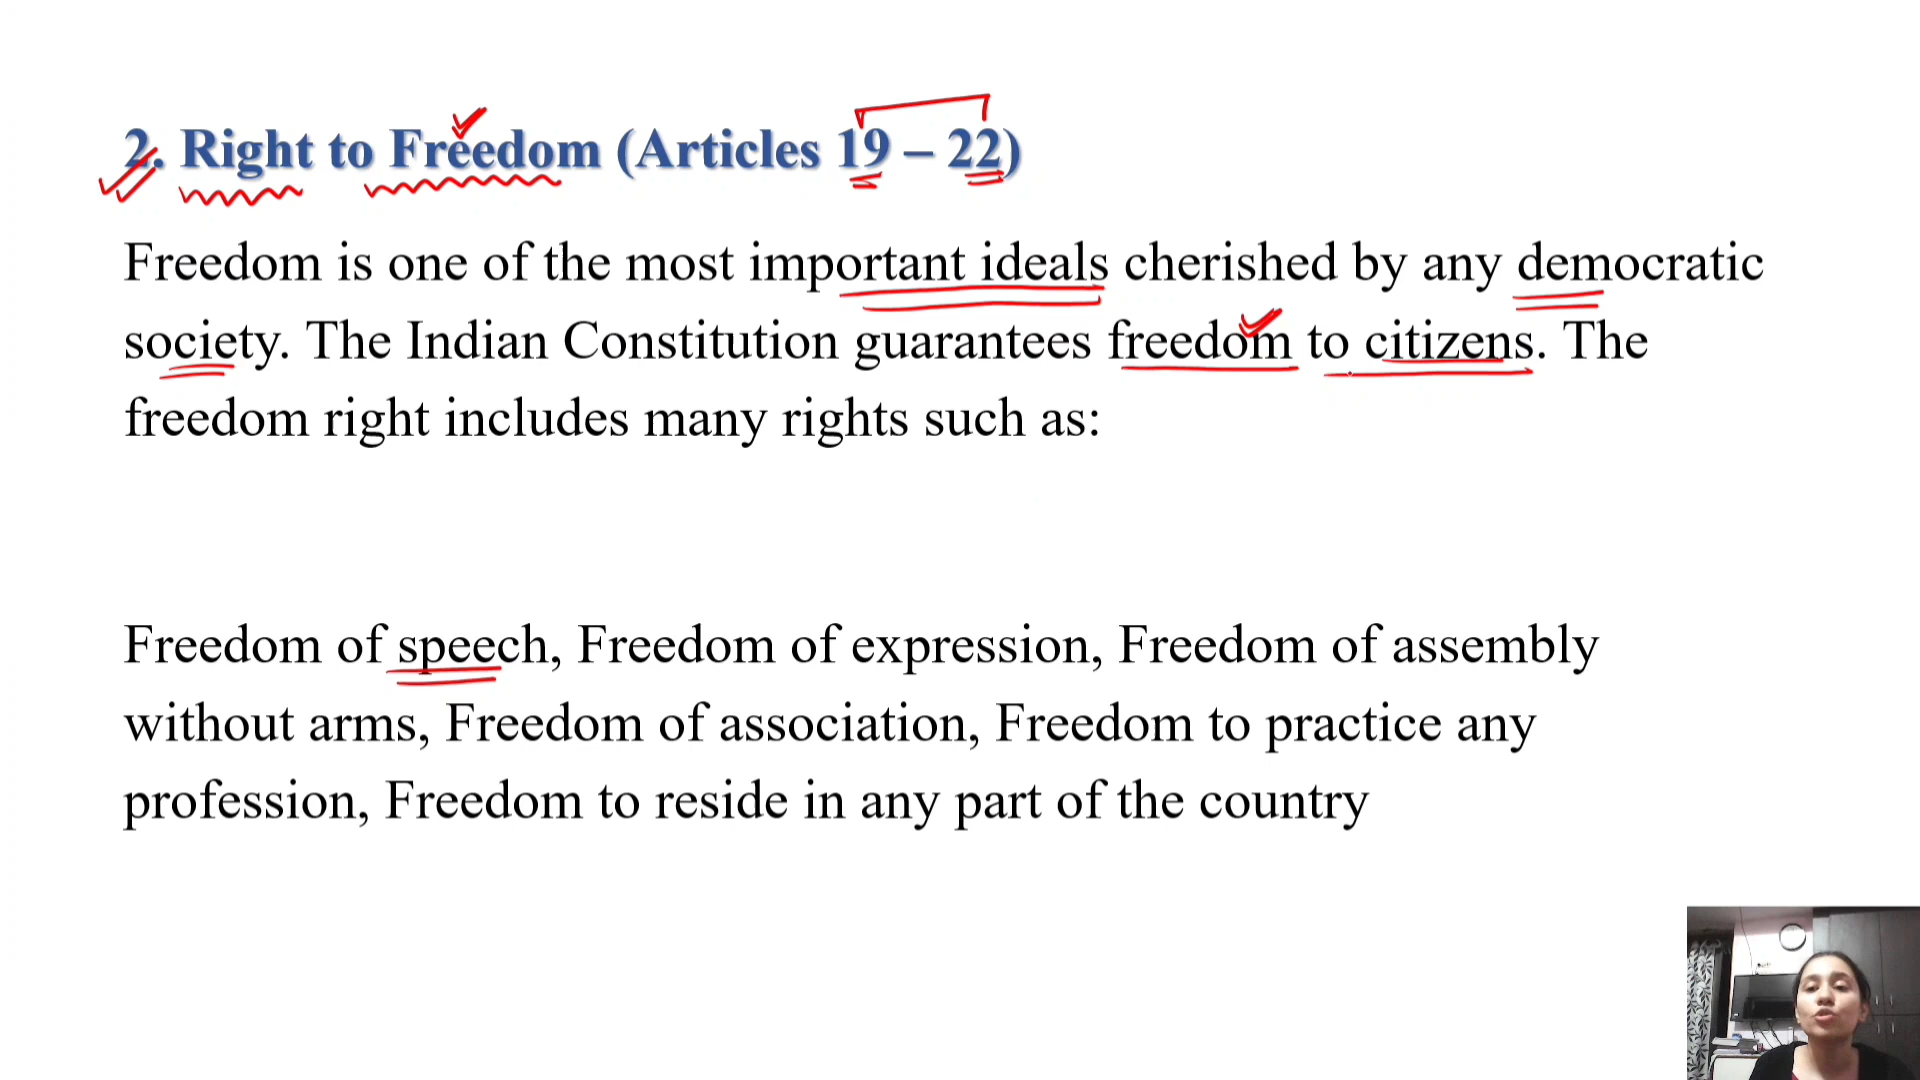 2. Right to Freedom (Articles 19 – 22)
Freedom is one of the most important ideals cherished by any democratic
society. The Indian Constitution guarantees freedom to citizens. The
freedom right includes many rights such as:
Freedom of speech, Freedom of expression, Freedom of assembly
without arms, Freedom of association, Freedom to practice any
profession, Freedom to reside in any part of the country